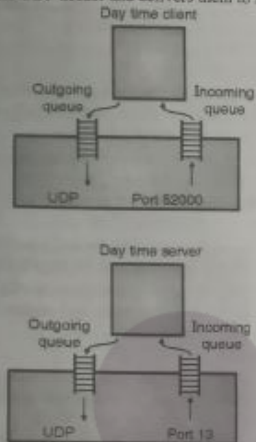 Day time client
Outgoing queue
Incoming queue
UDP
Port 52000
Day time server
Outgoing queue
Incoming queue
UDP
Port 13